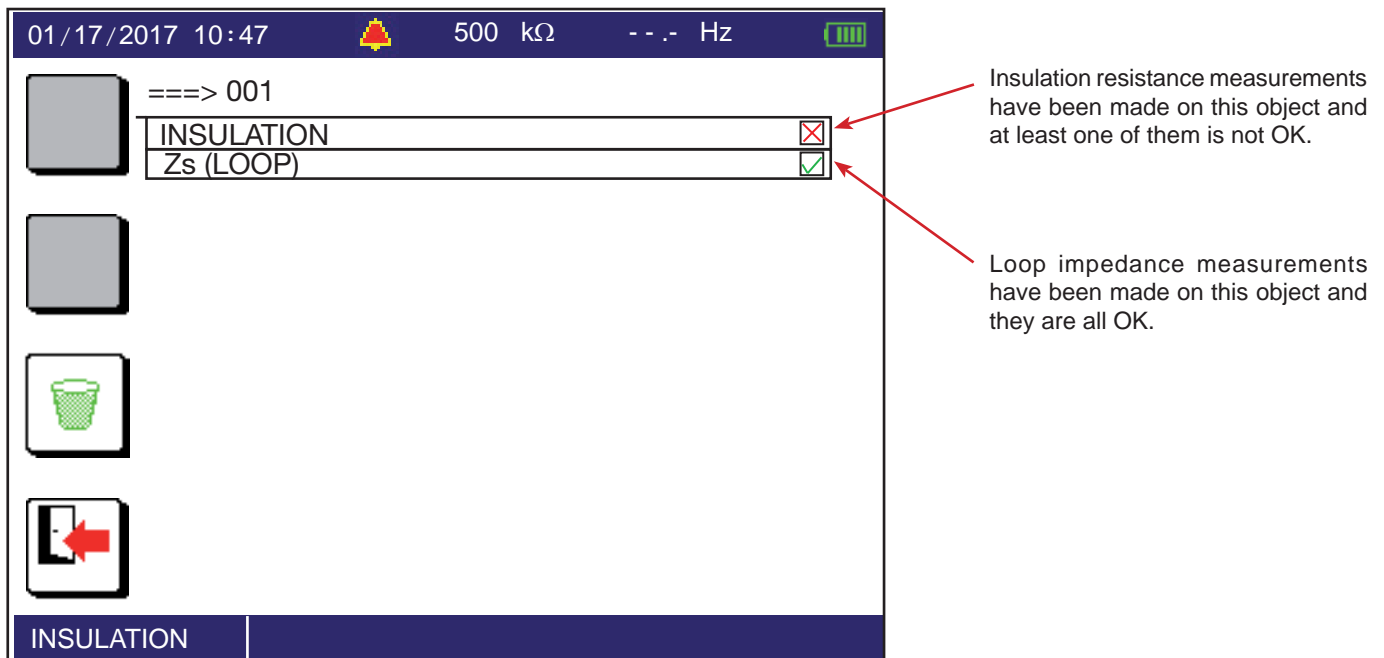 01/17/2017 10:47 500 kΩ - - .- Hz
===> 001
INSULATION
Zs (LOOP)
INSULATION
Insulation resistance measurements
have been made on this object and
at least one of them is not OK.
Loop impedance measurements
have been made on this object and
they are all OK.